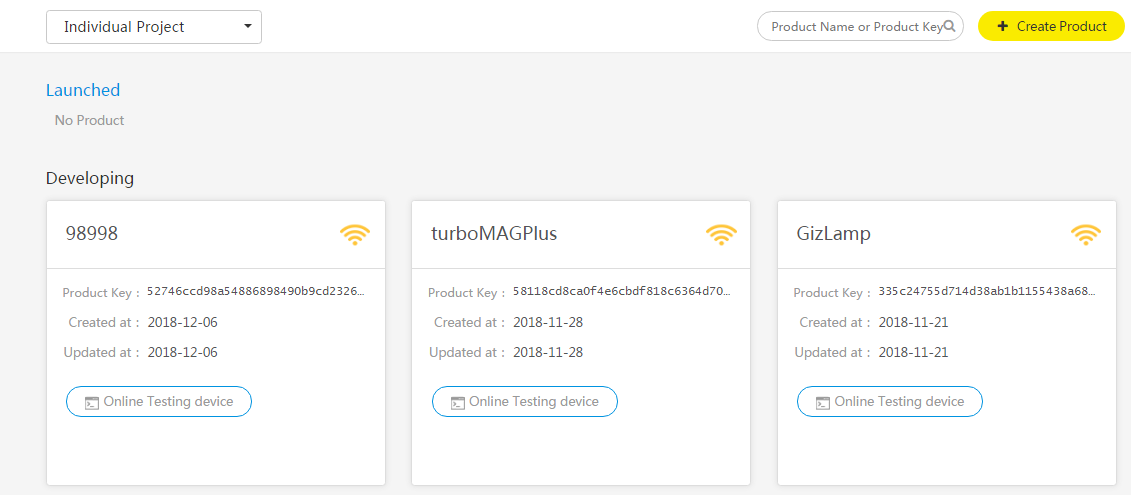 Individual Project
Product Name or Product Key
Create Product
Launched
No Product
Developing
98998
Product Key : 52746ccd98a54886898490b9cd2326...
Created at : 2018-12-06
Updated at : 2018-12-06
Online Testing device
turboMAGPlus
Product Key : 58118cd8ca0f4e6cbdf818c6364d70...
Created at : 2018-11-28
Updated at : 2018-11-28
Online Testing device
GizLamp
Product Key : 335c24755d714d38ab1b1155438a68...
Created at : 2018-11-21
Updated at : 2018-11-21
Online Testing device